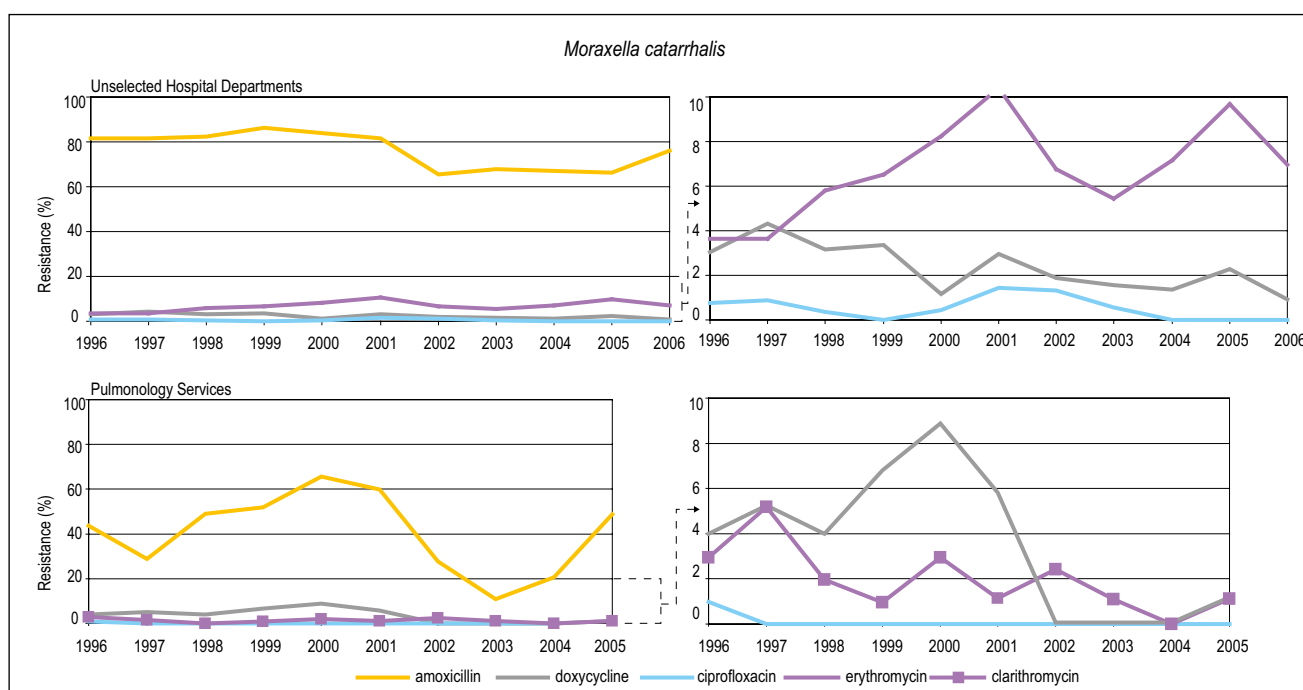 Moraxella catarrhalis
Unselected Hospital Departments
100
80
60
40
20
0
Resistance (%)
1996 1997 1998 1999 2000 2001 2002 2003 2004 2005 2006
10
8
6
4
2
0
1996 1997 1998 1999 2000 2001 2002 2003 2004 2005 2006
Pulmonology Services
100
80
60
40
20
0
Resistance (%)
1996 1997 1998 1999 2000 2001 2002 2003 2004 2005
10
8
6
4
2
0
1996 1997 1998 1999 2000 2001 2002 2003 2004 2005
amoxicillin doxycycline ciprofloxacin erythromycin clarithromycin